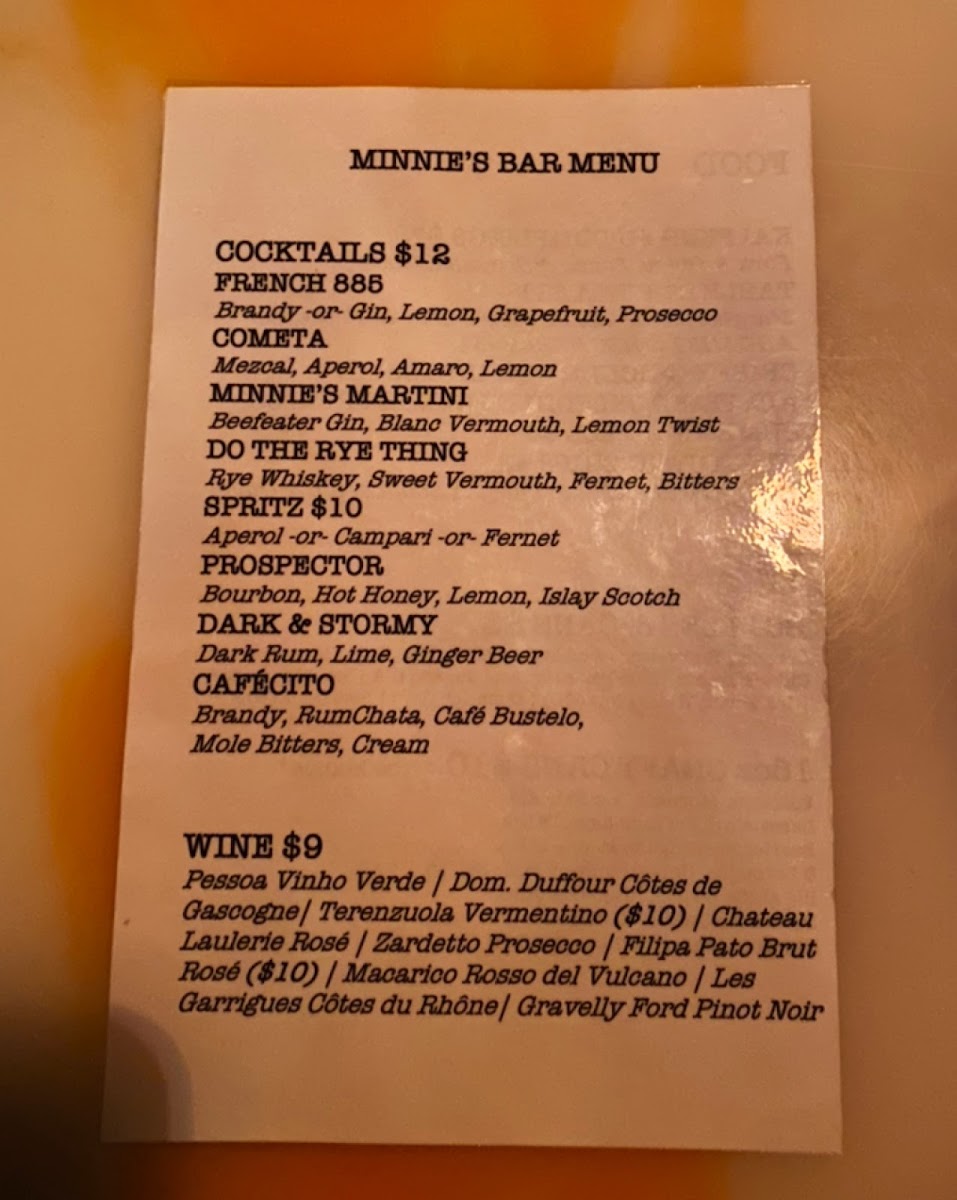 MINNIE'S BAR MENU
COCKTAILS $12
FRENCH 885
Brandy -or- Gin, Lemon, Grapefruit, Prosecco
COMETA
Mezcal, Aperol, Amaro, Lemon
MINNIE'S MARTINI
Beefeater Gin, Blanc Vermouth, Lemon Twist
DO THE RYE THING
Rye Whiskey, Sweet Vermouth, Fernet, Bitters
SPRITZ $10
Aperol -or- Campari -or- Fernet
PROSPECTOR
Bourbon, Hot Honey, Lemon, Islay Scotch
DARK & STORMY
Dark Rum, Lime, Ginger Beer
CAFÉCITO
Brandy, RumChata, Café Bustelo,
Mole Bitters, Cream
WINE $9
Pessoa Vinho Verde | Dom. Duffour Côtes de
Gascogne| Terenzuola Vermentino ($10) | Chateau
Laulerie Rosé | Zardetto Prosecco | Filipa Pato Brut
Rosé ($10) | Macarico Rosso del Vulcano | Les
Garrigues Côtes du Rhône| Gravelly Ford Pinot Noir
FOOD